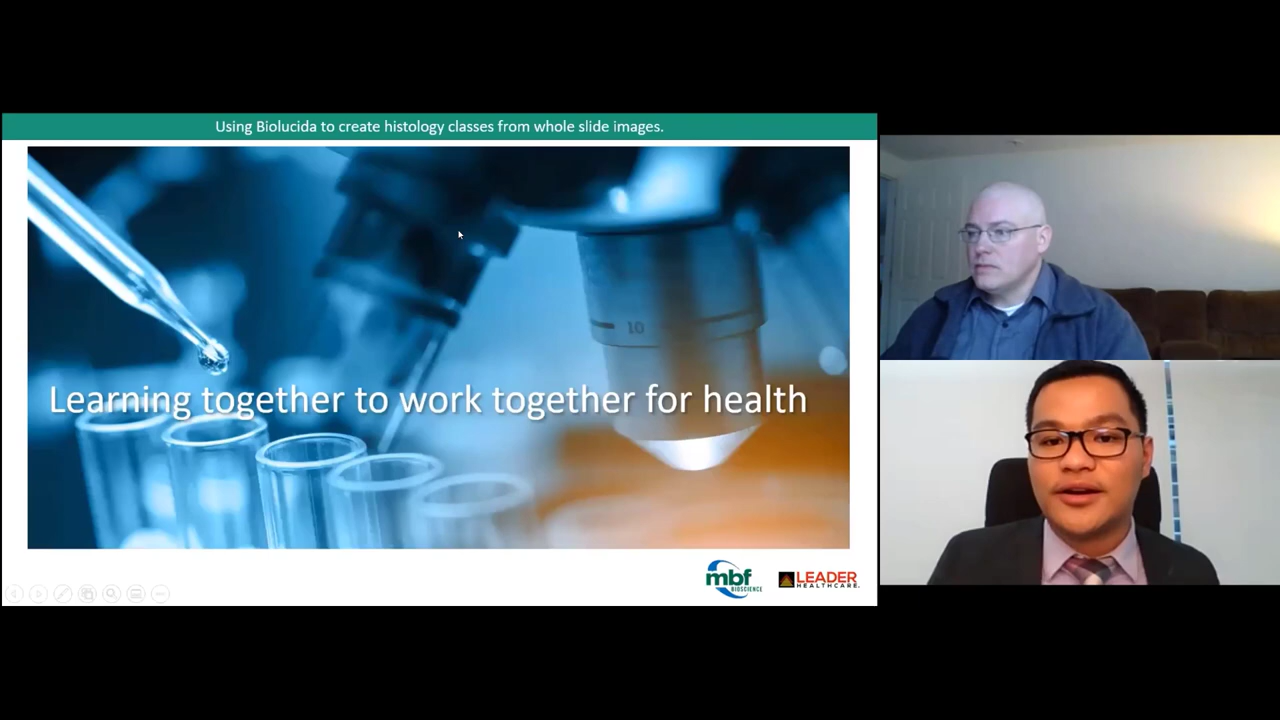 Using Biolucida to create histology classes from whole slide images.
10
Learning together to work together for health
mbf
BIOSCIENCE
LEADER
HEALTHCARE.